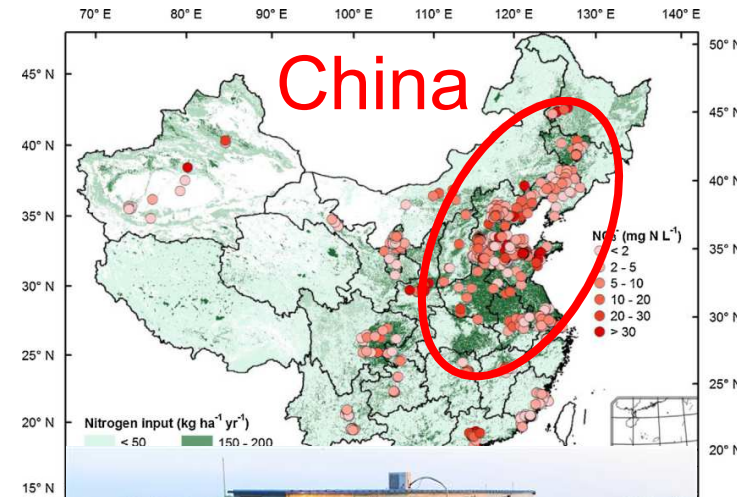 70° E 80° E 90° E 100° E 110° E 120° E 130° E 140° E
China
50° N
45° N
45° N
40° N
40° N
35° N
35° N
30° N
30° N
25° N
25° N
20° N
20° N
15° N
NO₃⁻ (mg N L⁻¹)
< 2
2 - 5
5 - 10
10 - 20
20 - 30
> 30
Nitrogen input (kg ha⁻¹ yr⁻¹)
< 50 150 - 200